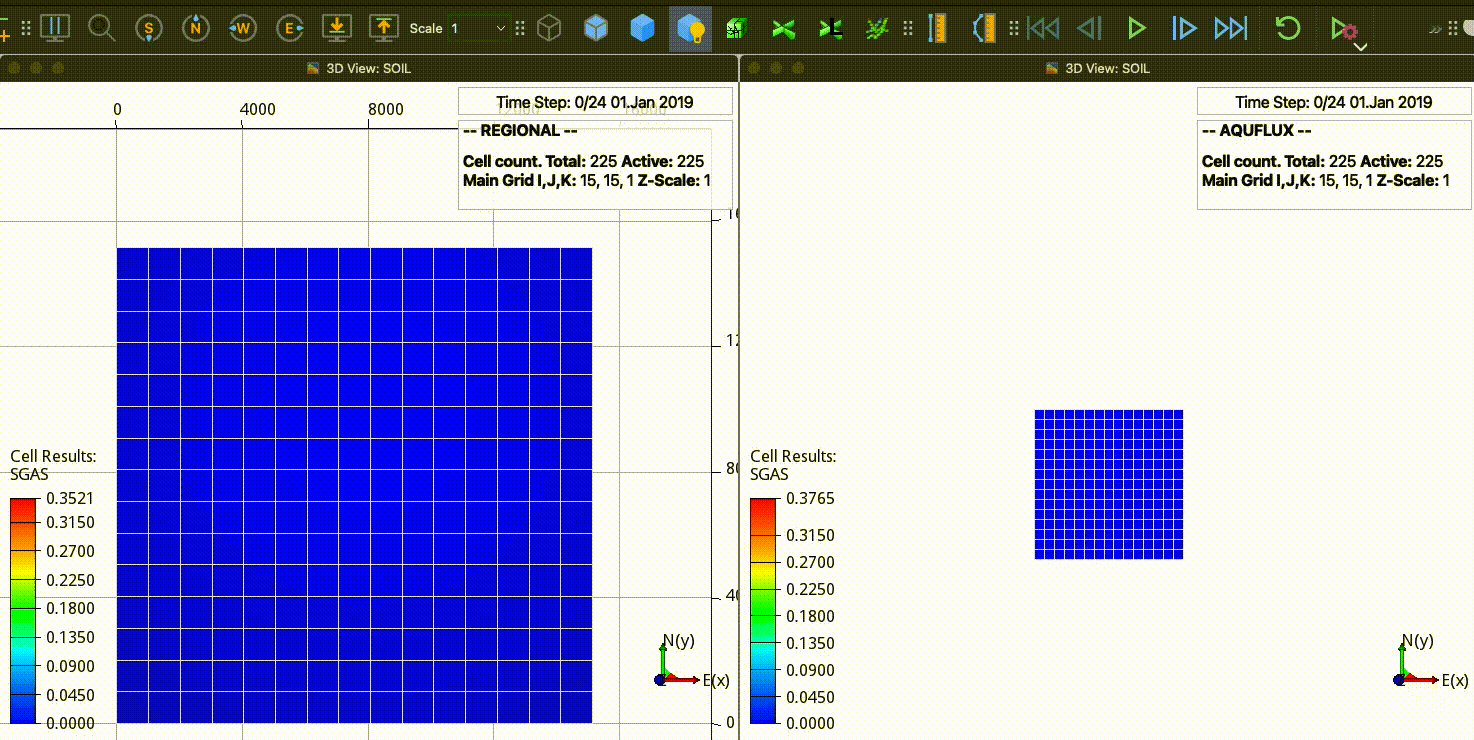 S N W E Scale 1
3D View: SOIL
0 4000 8000
Time Step: 0/24 01.Jan 2019
-- REGIONAL --
Cell count. Total: 225 Active: 225
Main Grid I,J,K: 15, 15, 1 Z-Scale: 1
Cell Results:
SGAS
0.3521
0.3150
0.2700
0.2250
0.1800
0.1350
0.0900
0.0450
0.0000
0
N(y)
E(x)
3D View: SOIL
Time Step: 0/24 01.Jan 2019
-- AQUFLUX --
Cell count. Total: 225 Active: 225
Main Grid I,J,K: 15, 15, 1 Z-Scale: 1
Cell Results:
SGAS
0.3765
0.3150
0.2700
0.2250
0.1800
0.1350
0.0900
0.0450
0.0000
N(y)
E(x)